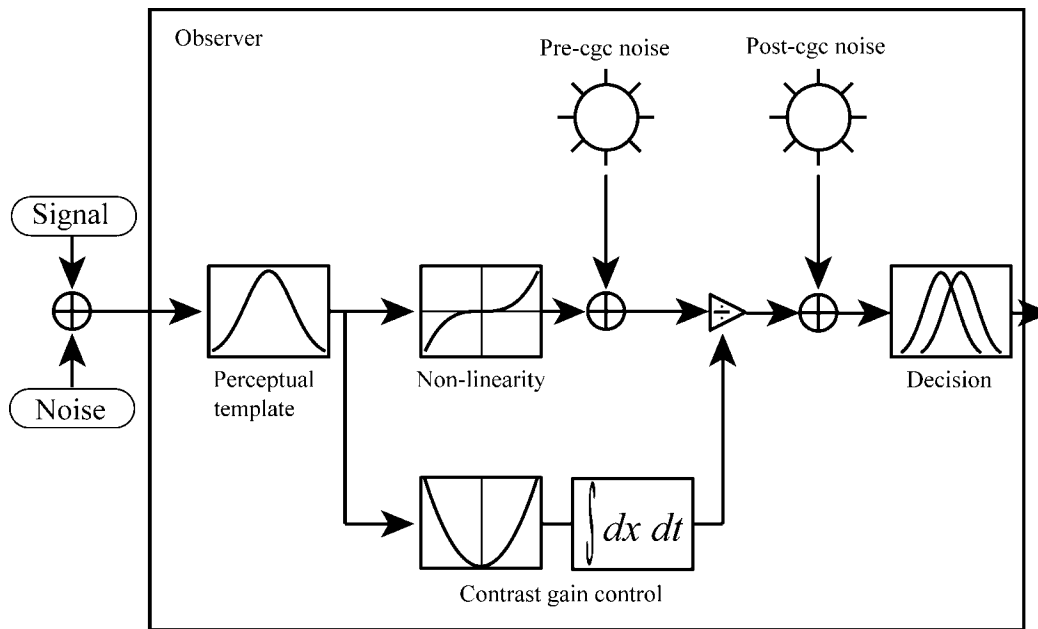 Observer
Pre-cgc noise
Post-cgc noise
Signal
Noise
Perceptual
template
Non-linearity
÷
Decision
∫ dx dt
Contrast gain control